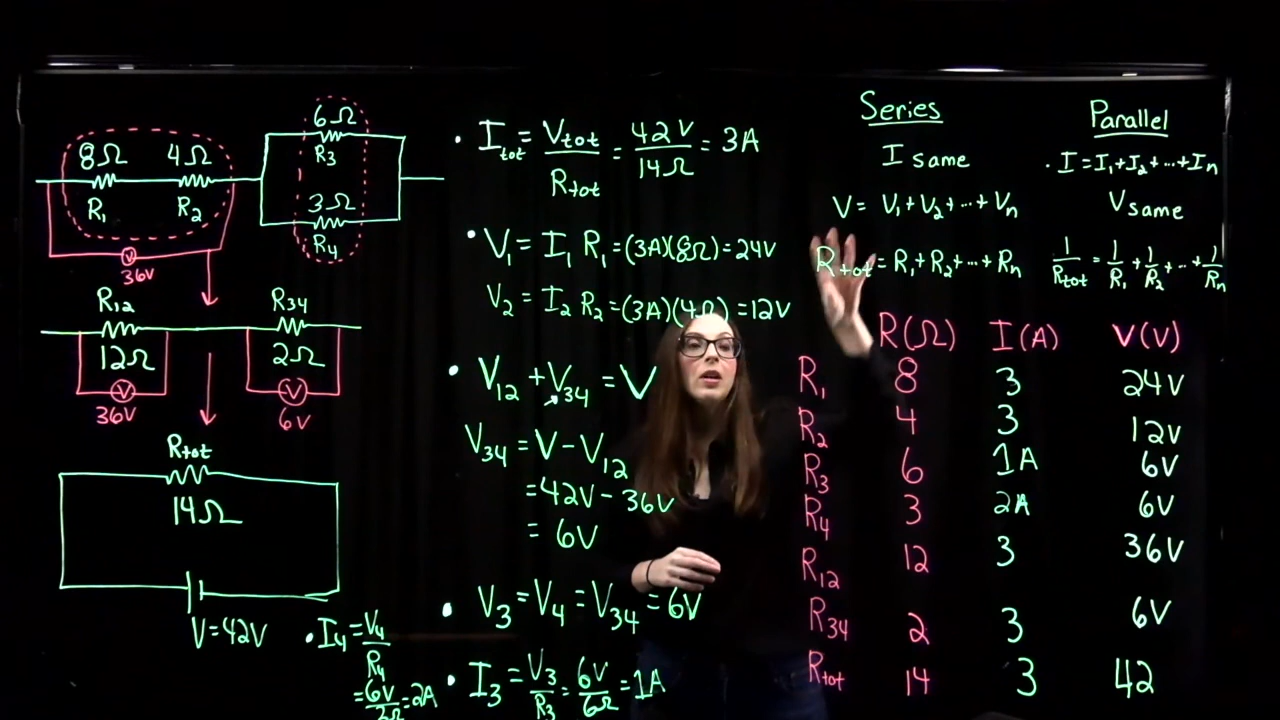 8Ω 4Ω
R₁ R₂
6Ω
R₃
3Ω
R₄
V
36V
R₁₂ R₃₄
12Ω 2Ω
V V
36V 6V
Rtot
14Ω
V=42V
• I₄ = V₄/R₄
= 6V/3Ω = 2A
• Itot = Vtot/Rtot = 42V/14Ω = 3A
• V₁ = I₁ R₁ = (3A)(8Ω) = 24V
V₂ = I₂ R₂ = (3A)(4Ω) = 12V
• V₁₂ + V₃₄ = V
V₃₄ = V - V₁₂
= 42V - 36V
= 6V
• V₃ = V₄ = V₃₄ = 6V
• I₃ = V₃/R₃ = 6V/6Ω = 1A
Series
I same
V = V₁ + V₂ + ... + Vn
Rtot = R₁ + R₂ + ... + Rn
Parallel
• I = I₁ + I₂ + ... + In
V same
1/Rtot = 1/R₁ + 1/R₂ + ... + 1/Rn
R(Ω) I(A) V(V)
R₁ 8 3 24V
R₂ 4 3 12V
R₃ 6 1A 6V
R₄ 3 2A 6V
R₁₂ 12 3 36V
R₃₄ 2 3 6V
Rtot 14 3 42